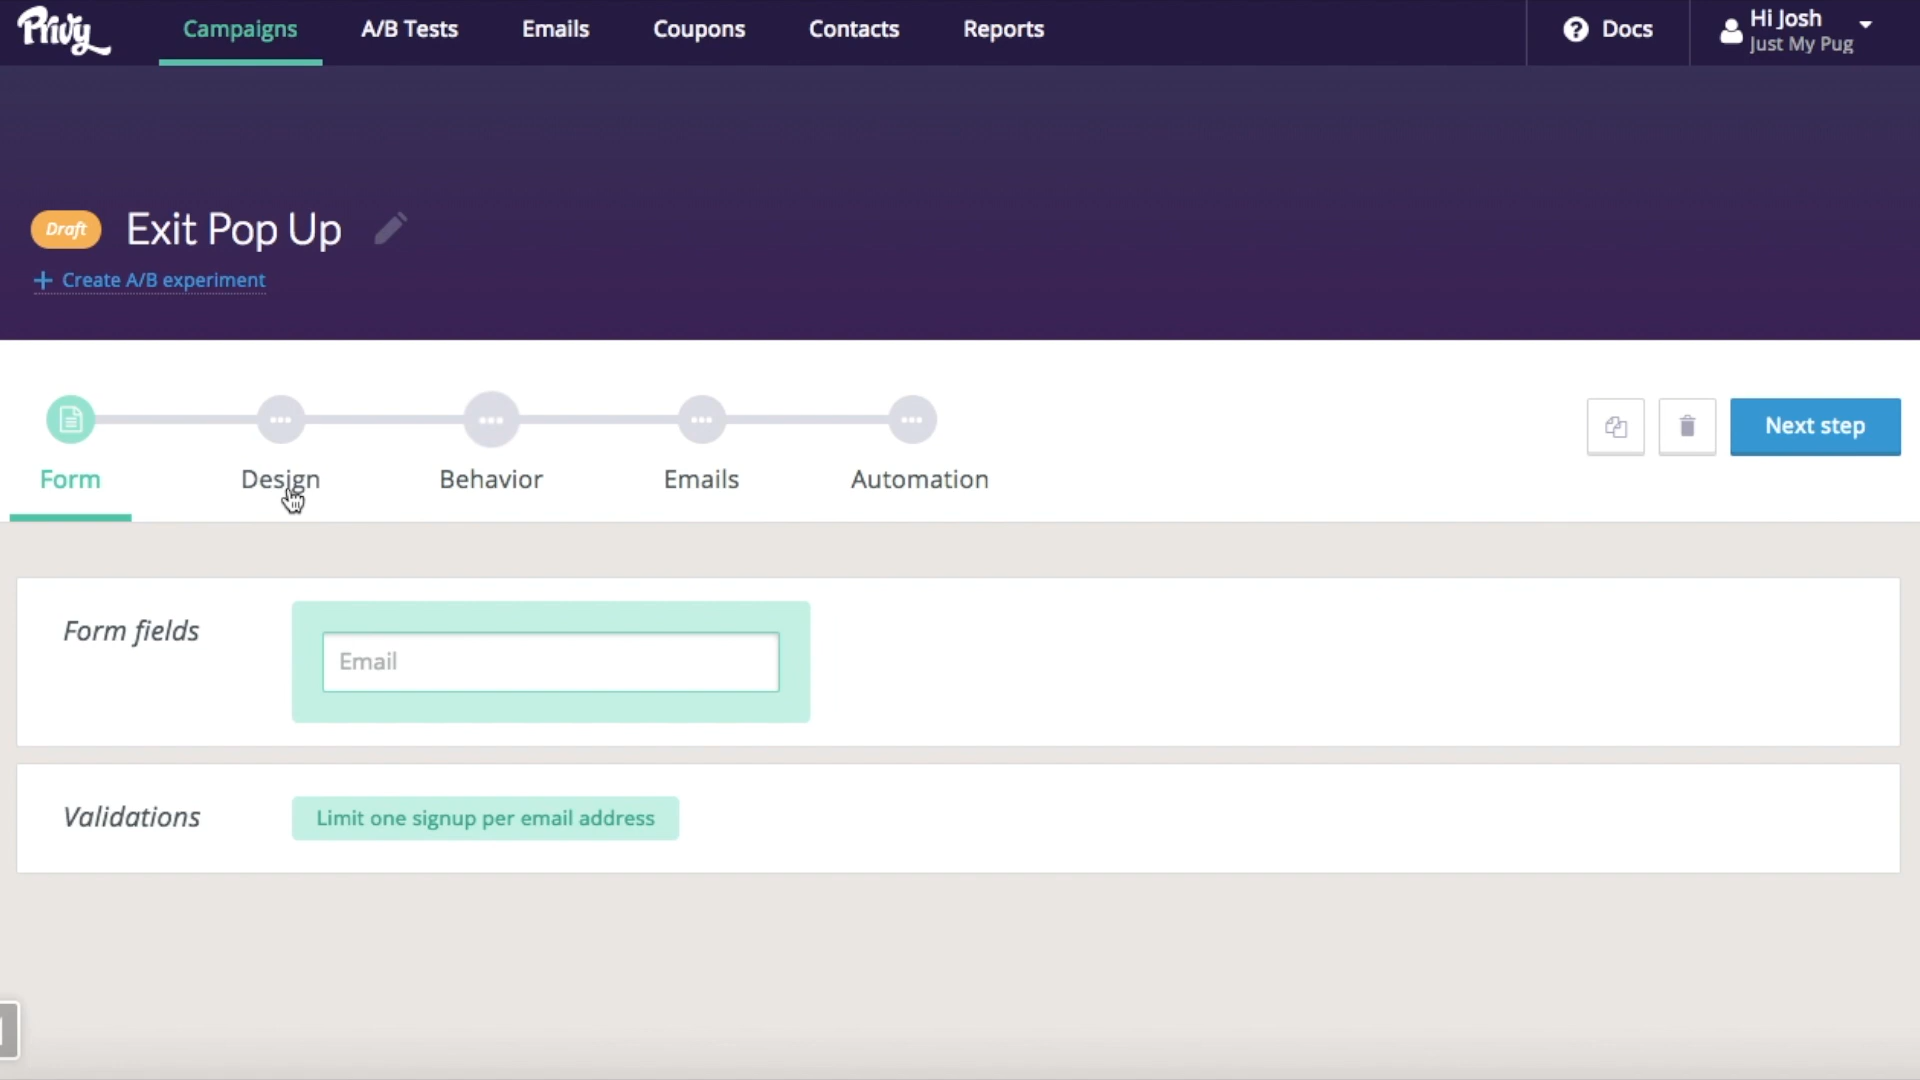 Privy
Campaigns
A/B Tests
Emails
Coupons
Contacts
Reports
? Docs
Hi Josh
Just My Pug
Draft
Exit Pop Up
+ Create A/B experiment
Form
Design
Behavior
Emails
Automation
Next step
Form fields
Email
Validations
Limit one signup per email address